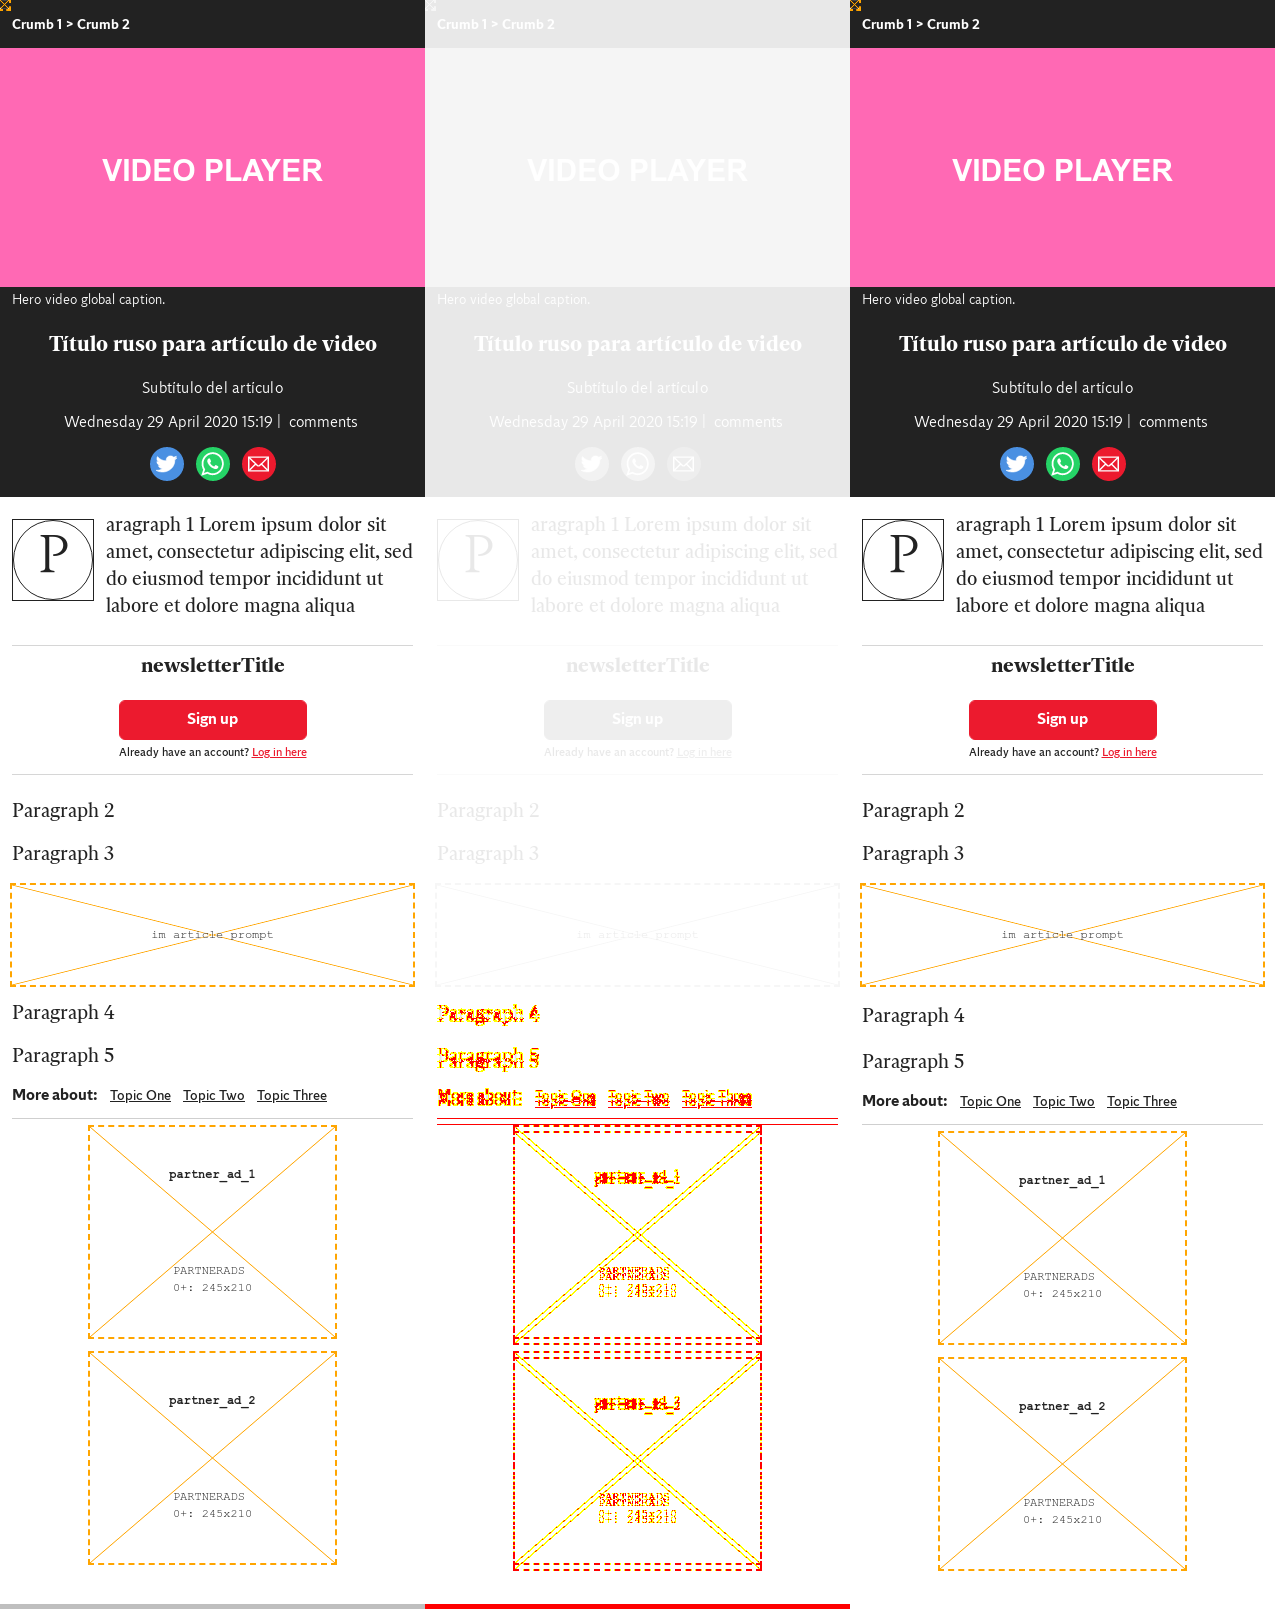 Crumb 1 > Crumb 2
VIDEO PLAYER
Hero video global caption.
Título ruso para artículo de video
Subtítulo del artículo
Wednesday 29 April 2020 15:19 | comments
P
aragraph 1 Lorem ipsum dolor sit
amet, consectetur adipiscing elit, sed
do eiusmod tempor incididunt ut
labore et dolore magna aliqua
newsletterTitle
Sign up
Already have an account? Log in here
Paragraph 2
Paragraph 3
im article prompt
Paragraph 4
Paragraph 5
More about: Topic One Topic Two Topic Three
partner_ad_1
PARTNERADS
0+: 245x210
partner_ad_2
PARTNERADS
0+: 245x210
Crumb 1 > Crumb 2
VIDEO PLAYER
Hero video global caption.
Título ruso para artículo de video
Subtítulo del artículo
Wednesday 29 April 2020 15:19 | comments
P
aragraph 1 Lorem ipsum dolor sit
amet, consectetur adipiscing elit, sed
do eiusmod tempor incididunt ut
labore et dolore magna aliqua
newsletterTitle
Sign up
Already have an account? Log in here
Paragraph 2
Paragraph 3
im article prompt
Paragraph 4
Paragraph 5
More about: Topic One Topic Two Topic Three
partner_ad_1
PARTNERADS
0+: 245x210
partner_ad_2
PARTNERADS
0+: 245x210
Crumb 1 > Crumb 2
VIDEO PLAYER
Hero video global caption.
Título ruso para artículo de video
Subtítulo del artículo
Wednesday 29 April 2020 15:19 | comments
P
aragraph 1 Lorem ipsum dolor sit
amet, consectetur adipiscing elit, sed
do eiusmod tempor incididunt ut
labore et dolore magna aliqua
newsletterTitle
Sign up
Already have an account? Log in here
Paragraph 2
Paragraph 3
im article prompt
Paragraph 4
Paragraph 5
More about: Topic One Topic Two Topic Three
partner_ad_1
PARTNERADS
0+: 245x210
partner_ad_2
PARTNERADS
0+: 245x210